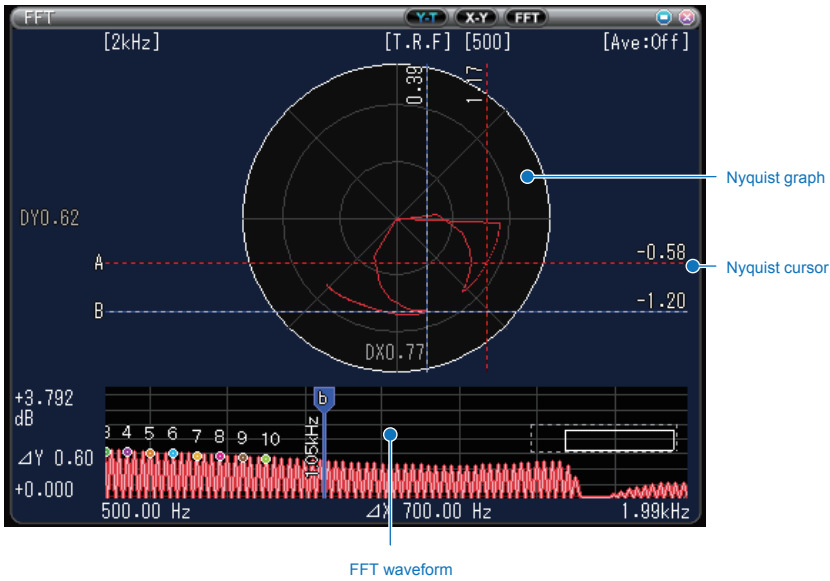 FFT Y-T X-Y FFT
[2kHz] [T.R.F] [500] [Ave:Off]
0.39 1.17
Nyquist graph
DY0.62
A -0.58
Nyquist cursor
B -1.20
DX0.77
+3.792
dB
b
3 4 5 6 7 8 9 10
1.05kHz
⊿Y 0.60
+0.000
500.00 Hz ⊿X 700.00 Hz 1.99kHz
FFT waveform